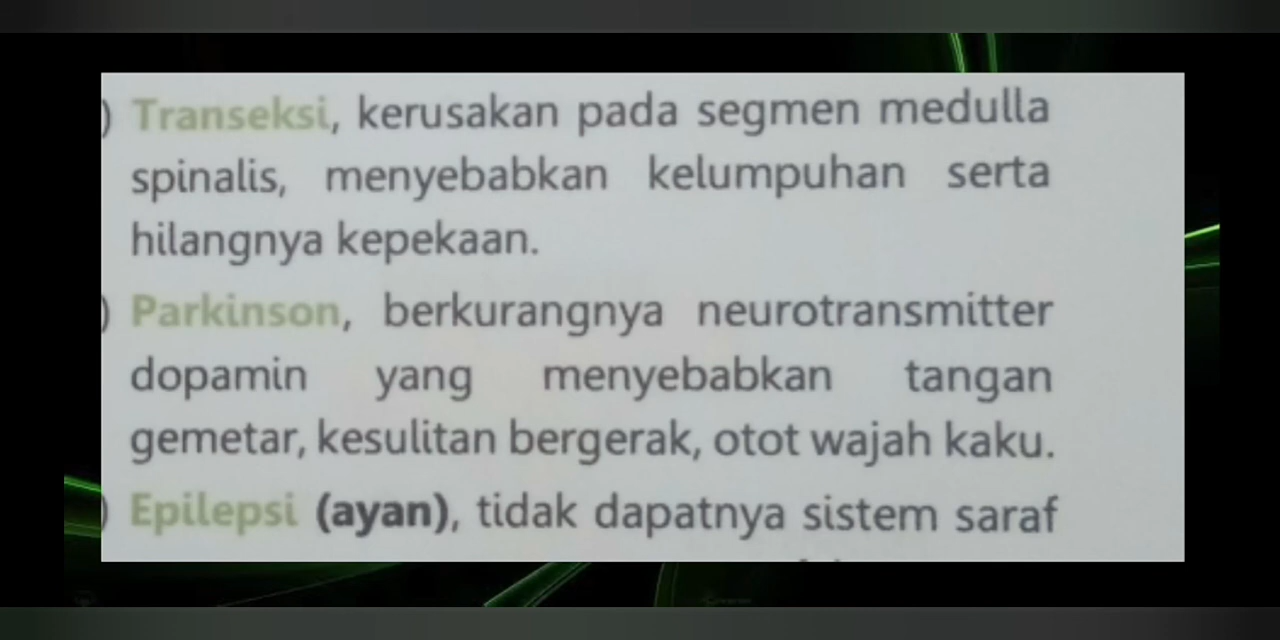 ) Transeksi, kerusakan pada segmen medulla
spinalis, menyebabkan kelumpuhan serta
hilangnya kepekaan.
) Parkinson, berkurangnya neurotransmitter
dopamin yang menyebabkan tangan
gemetar, kesulitan bergerak, otot wajah kaku.
) Epilepsi (ayan), tidak dapatnya sistem saraf